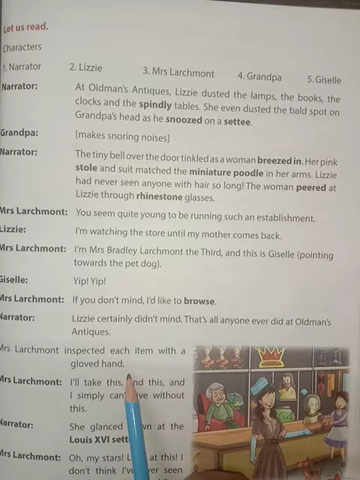 Let us read.
Characters
1. Narrator 2. Lizzie 3. Mrs Larchmont 4. Grandpa 5. Giselle
Narrator: At Oldman's Antiques, Lizzie dusted the lamps, the books, the
clocks and the spindly tables. She even dusted the bald spot on
Grandpa's head as he snoozed on a settee.
Grandpa: [makes snoring noises]
Narrator: The tiny bell over the door tinkled as a woman breezed in. Her pink
stole and suit matched the miniature poodle in her arms. Lizzie
had never seen anyone with hair so long! The woman peered at
Lizzie through rhinestone glasses.
Mrs Larchmont: You seem quite young to be running such an establishment.
Lizzie: I'm watching the store until my mother comes back.
Mrs Larchmont: I'm Mrs Bradley Larchmont the Third, and this is Giselle (pointing
towards the pet dog).
Giselle: Yip! Yip!
Mrs Larchmont: If you don't mind, I'd like to browse.
Narrator: Lizzie certainly didn't mind. That's all anyone ever did at Oldman's
Antiques.
Mrs Larchmont inspected each item with a
gloved hand.
Mrs Larchmont: I'll take this, and this, and
I simply can't without
this.
Narrator: She glanced at the
Louis XVI
Mrs Larchmont: Oh, my stars! at this! I
don't think seen